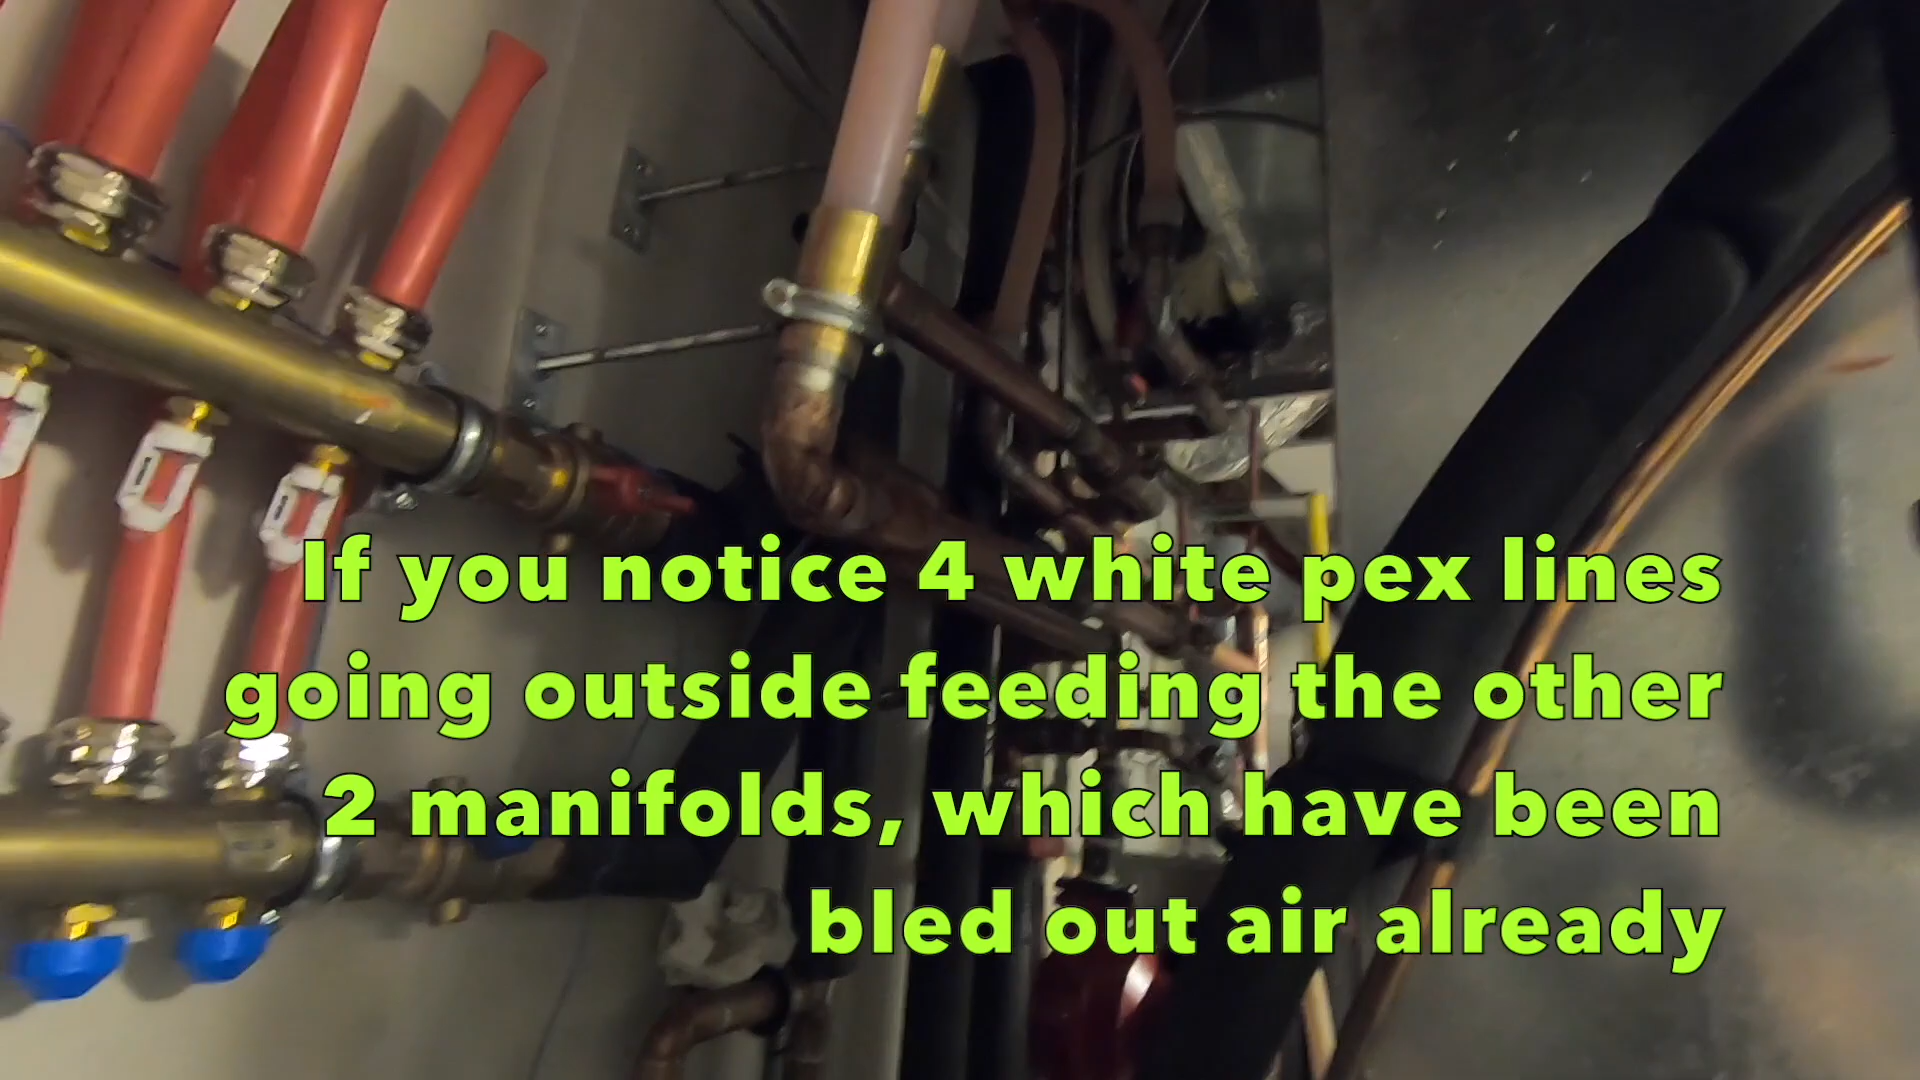 If you notice 4 white pex lines
going outside feeding the other
2 manifolds, which have been
bled out air already